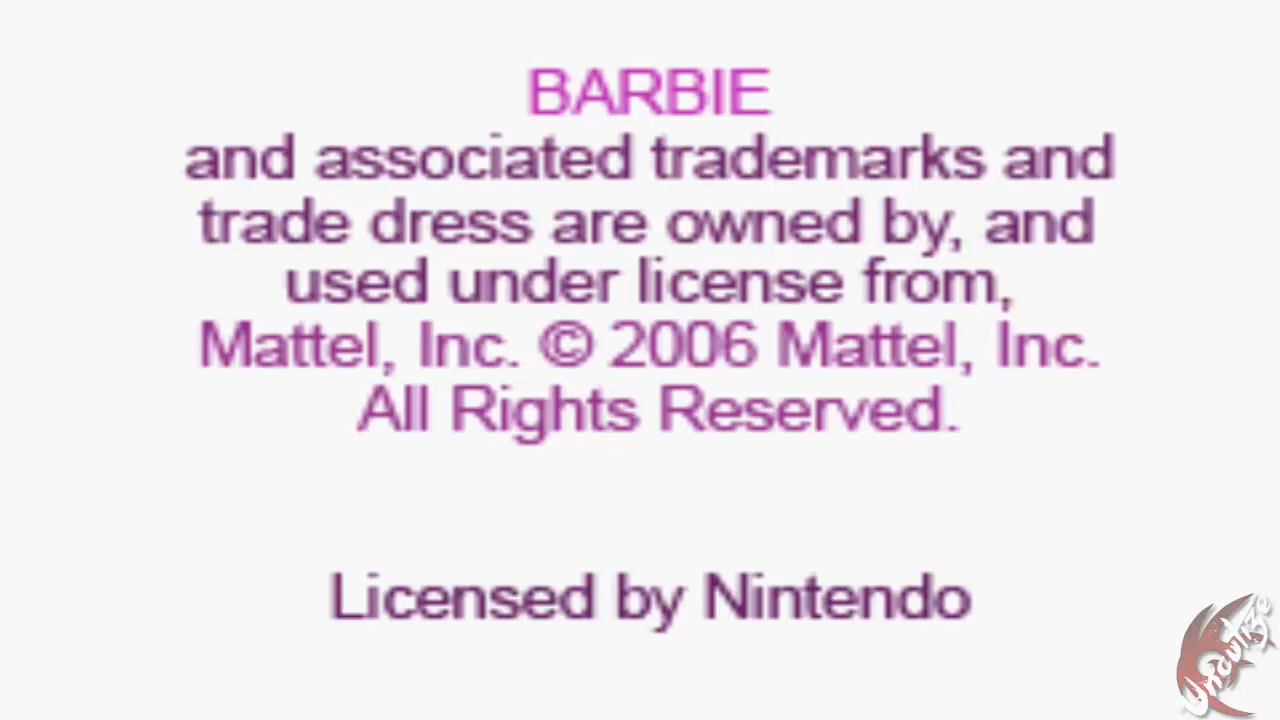 BARBIE
and associated trademarks and
trade dress are owned by, and
used under license from,
Mattel, Inc. © 2006 Mattel, Inc.
All Rights Reserved.
Licensed by Nintendo